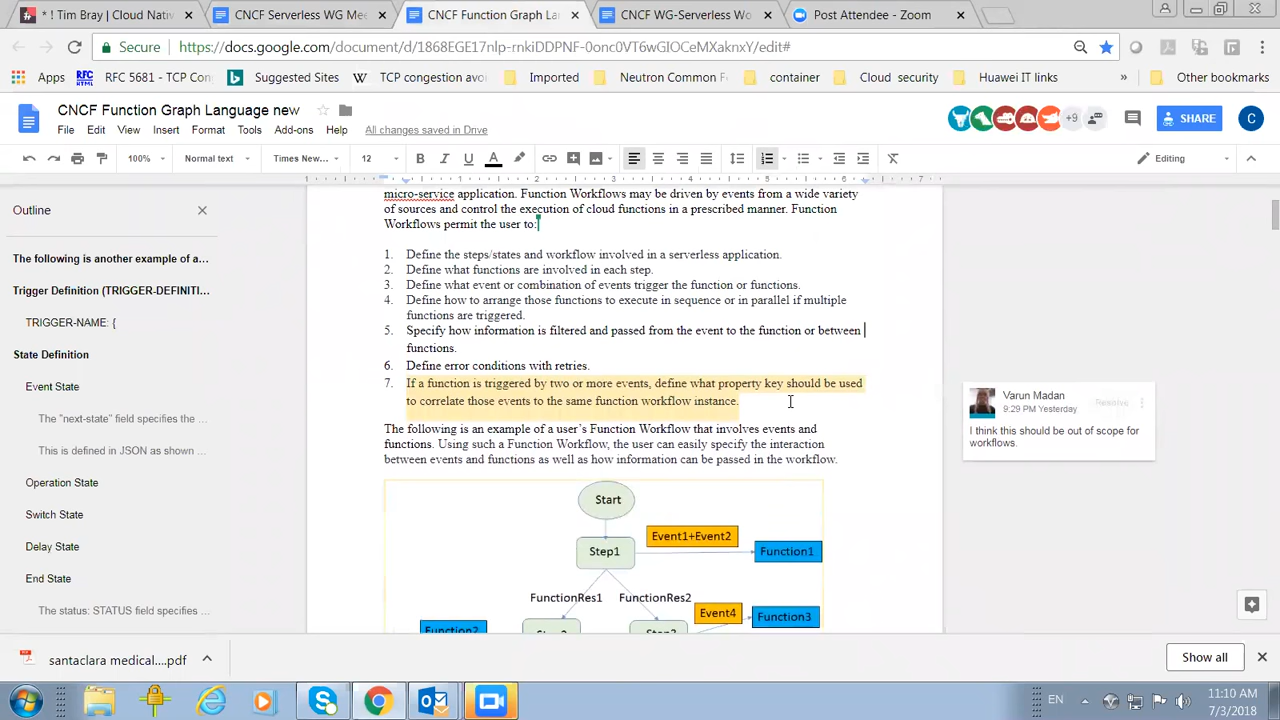 * ! Tim Bray | Cloud Nati
CNCF Serverless WG Mee
CNCF Function Graph La
CNCF WG-Serverless Wo
Post Attendee - Zoom
Secure
https://docs.google.com/document/d/1868EGE17nlp-rnkiDDPNF-0onc0VT6wGIOCeMXaknxY/edit#
Apps
RFC 5681 - TCP Con
Suggested Sites
TCP congestion avo
Imported
Neutron Common
container
Cloud security
Huawei IT links
»
Other bookmarks
CNCF Function Graph Language new
File Edit View Insert Format Tools Add-ons Help
All changes saved in Drive
+9
SHARE
C
100%
Normal text
Times New...
12
B I U A
Editing
1 2 3 4 5 6 7
Outline
The following is another example of a...
Trigger Definition (TRIGGER-DEFINITI...
TRIGGER-NAME: {
State Definition
Event State
The "next-state" field specifies the
This is defined in JSON as shown ...
Operation State
Switch State
Delay State
End State
The status: STATUS field specifies ...
micro-service application. Function Workflows may be driven by events from a wide variety
of sources and control the execution of cloud functions in a prescribed manner. Function
Workflows permit the user to:
1. Define the steps/states and workflow involved in a serverless application.
2. Define what functions are involved in each step.
3. Define what event or combination of events trigger the function or functions.
4. Define how to arrange those functions to execute in sequence or in parallel if multiple
functions are triggered.
5. Specify how information is filtered and passed from the event to the function or between
functions.
6. Define error conditions with retries.
7. If a function is triggered by two or more events, define what property key should be used
to correlate those events to the same function workflow instance.
The following is an example of a user's Function Workflow that involves events and
functions. Using such a Function Workflow, the user can easily specify the interaction
between events and functions as well as how information can be passed in the workflow.
Start
Event1+Event2
Step1
Function1
FunctionRes1
FunctionRes2
Event4
Function3
Function2
Varun Madan
9:29 PM Yesterday
Resolve
I think this should be out of scope for
workflows.
santaclara medical....pdf
Show all
EN
11:10 AM
7/3/2018